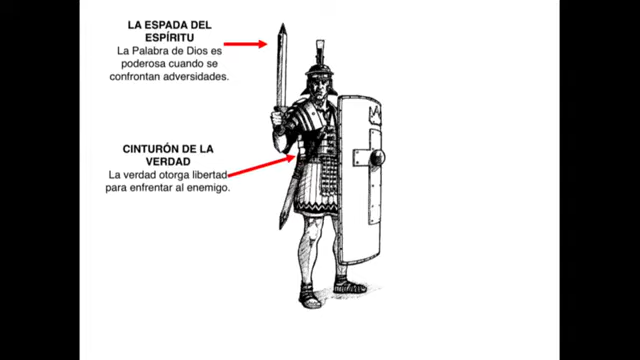 LA ESPADA DEL
ESPÍRITU
La Palabra de Dios es
poderosa cuando se
confrontan adversidades.
CINTURÓN DE LA
VERDAD
La verdad otorga libertad
para enfrentar al enemigo.